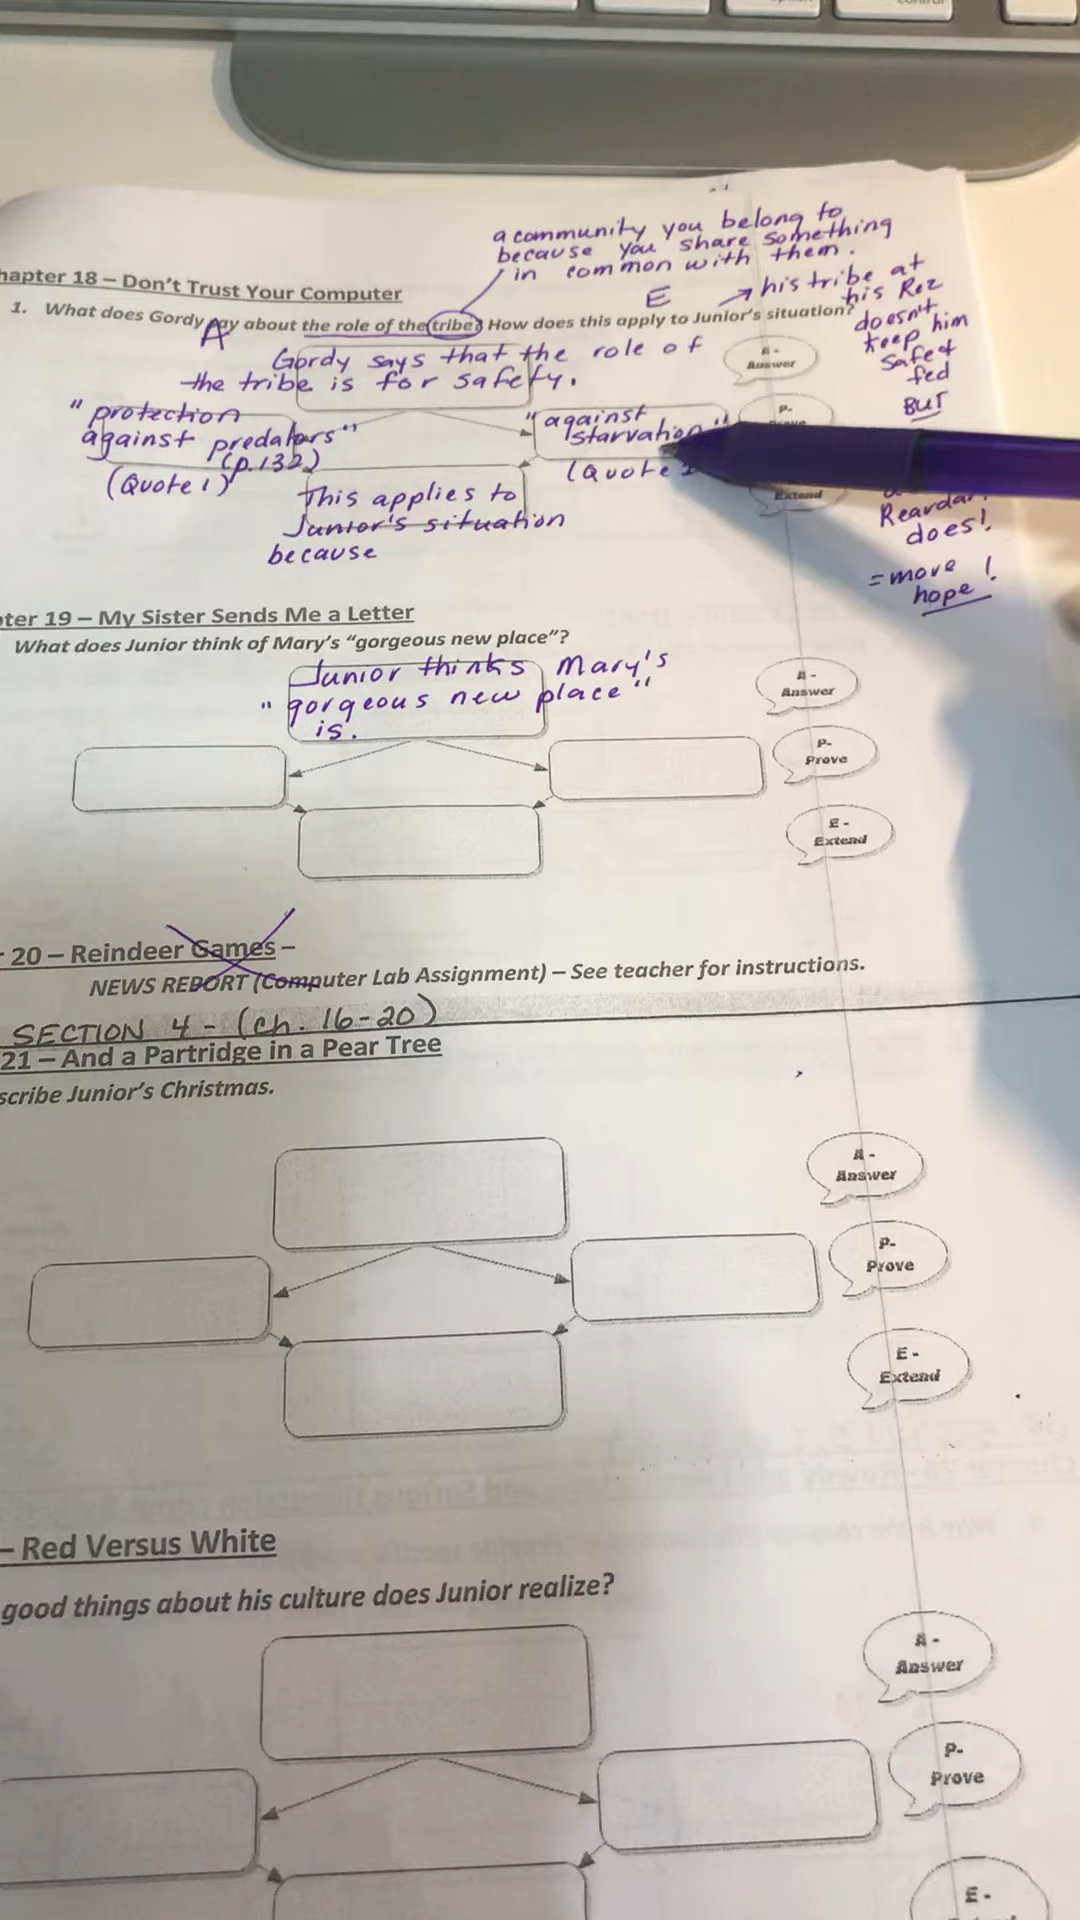 control
a community you belong to
because you share something
in common with them.
hapter 18 – Don't Trust Your Computer
E
his tribe at
his Rez
doesn't
keep him
safe &
fed
BUT
1. What does Gordy say about the role of the tribe? How does this apply to Junior's situation?
A
Gordy says that the role of
the tribe is for safety.
A -
Answer
"protection
against predators"
(p.132)
(Quote 1)
"against
starvation"
(Quote
P-
Extend
This applies to
Junior's situation
because
Reardan
does!
= more
hope!
pter 19 – My Sister Sends Me a Letter
What does Junior think of Mary's "gorgeous new place"?
Junior thinks Mary's
"gorgeous new place"
is.
A -
Answer
P-
Prove
E -
Extend
20 – Reindeer Games –
NEWS REPORT (Computer Lab Assignment) – See teacher for instructions.
SECTION 4 - (ch. 16-20)
21 – And a Partridge in a Pear Tree
scribe Junior's Christmas.
A -
Answer
P-
Prove
E -
Extend
– Red Versus White
good things about his culture does Junior realize?
A -
Answer
P-
Prove
E -